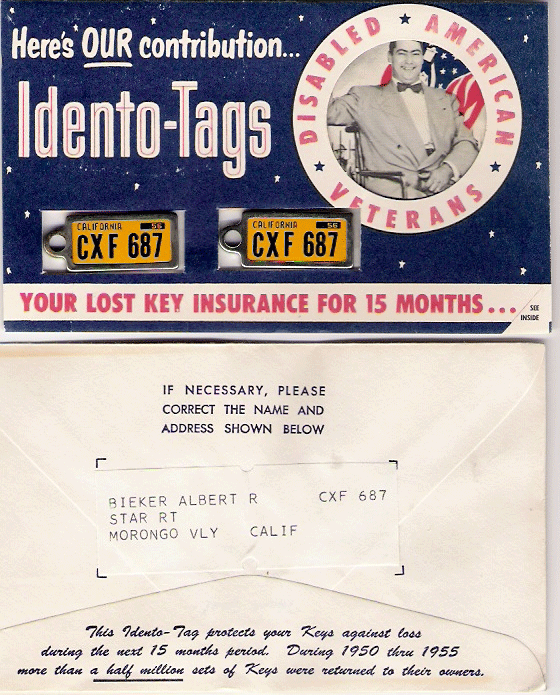 Here's OUR contribution...
Idento-Tags
DISABLED AMERICAN VETERANS
CALIFORNIA 56
CXF 687
CALIFORNIA 56
CXF 687
YOUR LOST KEY INSURANCE FOR 15 MONTHS...
SEE
INSIDE
IF NECESSARY, PLEASE
CORRECT THE NAME AND
ADDRESS SHOWN BELOW
BIEKER ALBERT R CXF 687
STAR RT
MORONGO VLY CALIF
This Idento-Tag protects your Keys against loss
during the next 15 months period. During 1950 thru 1955
more than a half million sets of Keys were returned to their owners.